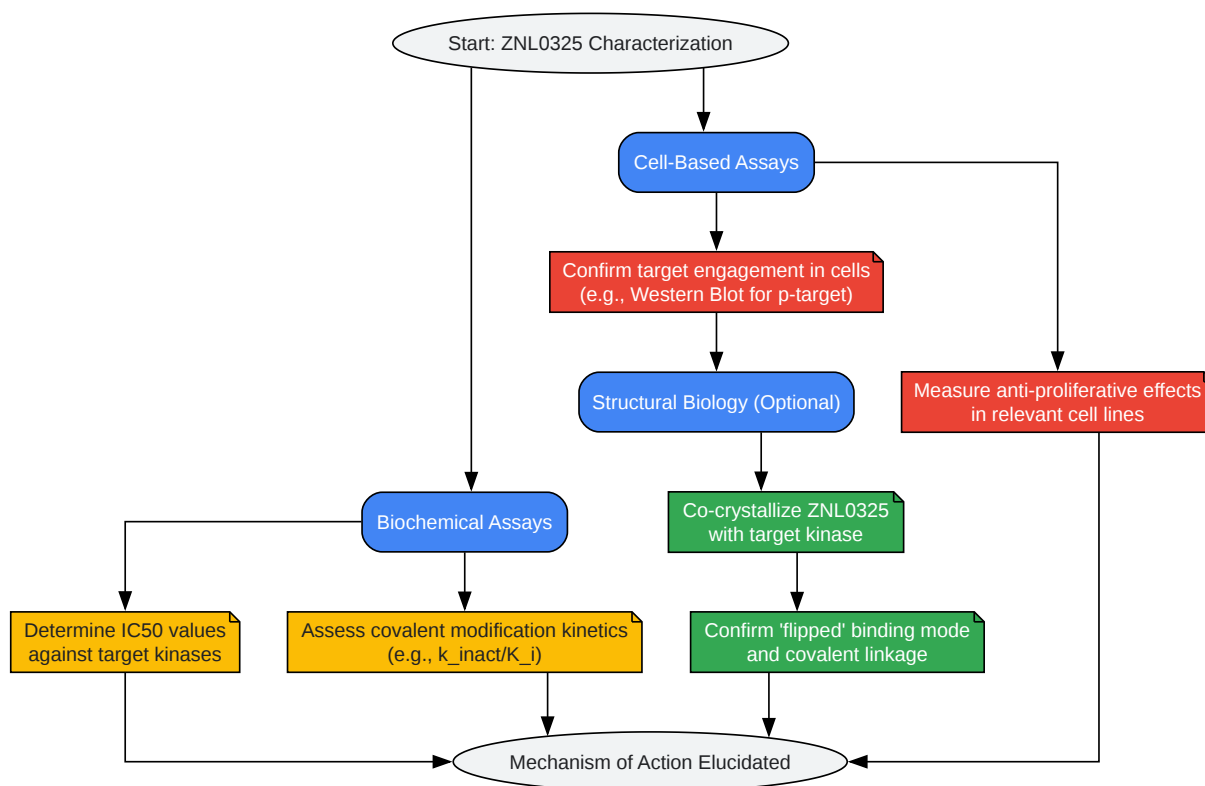 Start: ZNL0325 Characterization
Cell-Based Assays
Confirm target engagement in cells
(e.g., Western Blot for p-target)
Structural Biology (Optional)
Measure anti-proliferative effects
in relevant cell lines
Biochemical Assays
Co-crystallize ZNL0325
with target kinase
Determine IC50 values
against target kinases
Assess covalent modification kinetics
(e.g., k_inact/K_i)
Confirm 'flipped' binding mode
and covalent linkage
Mechanism of Action Elucidated